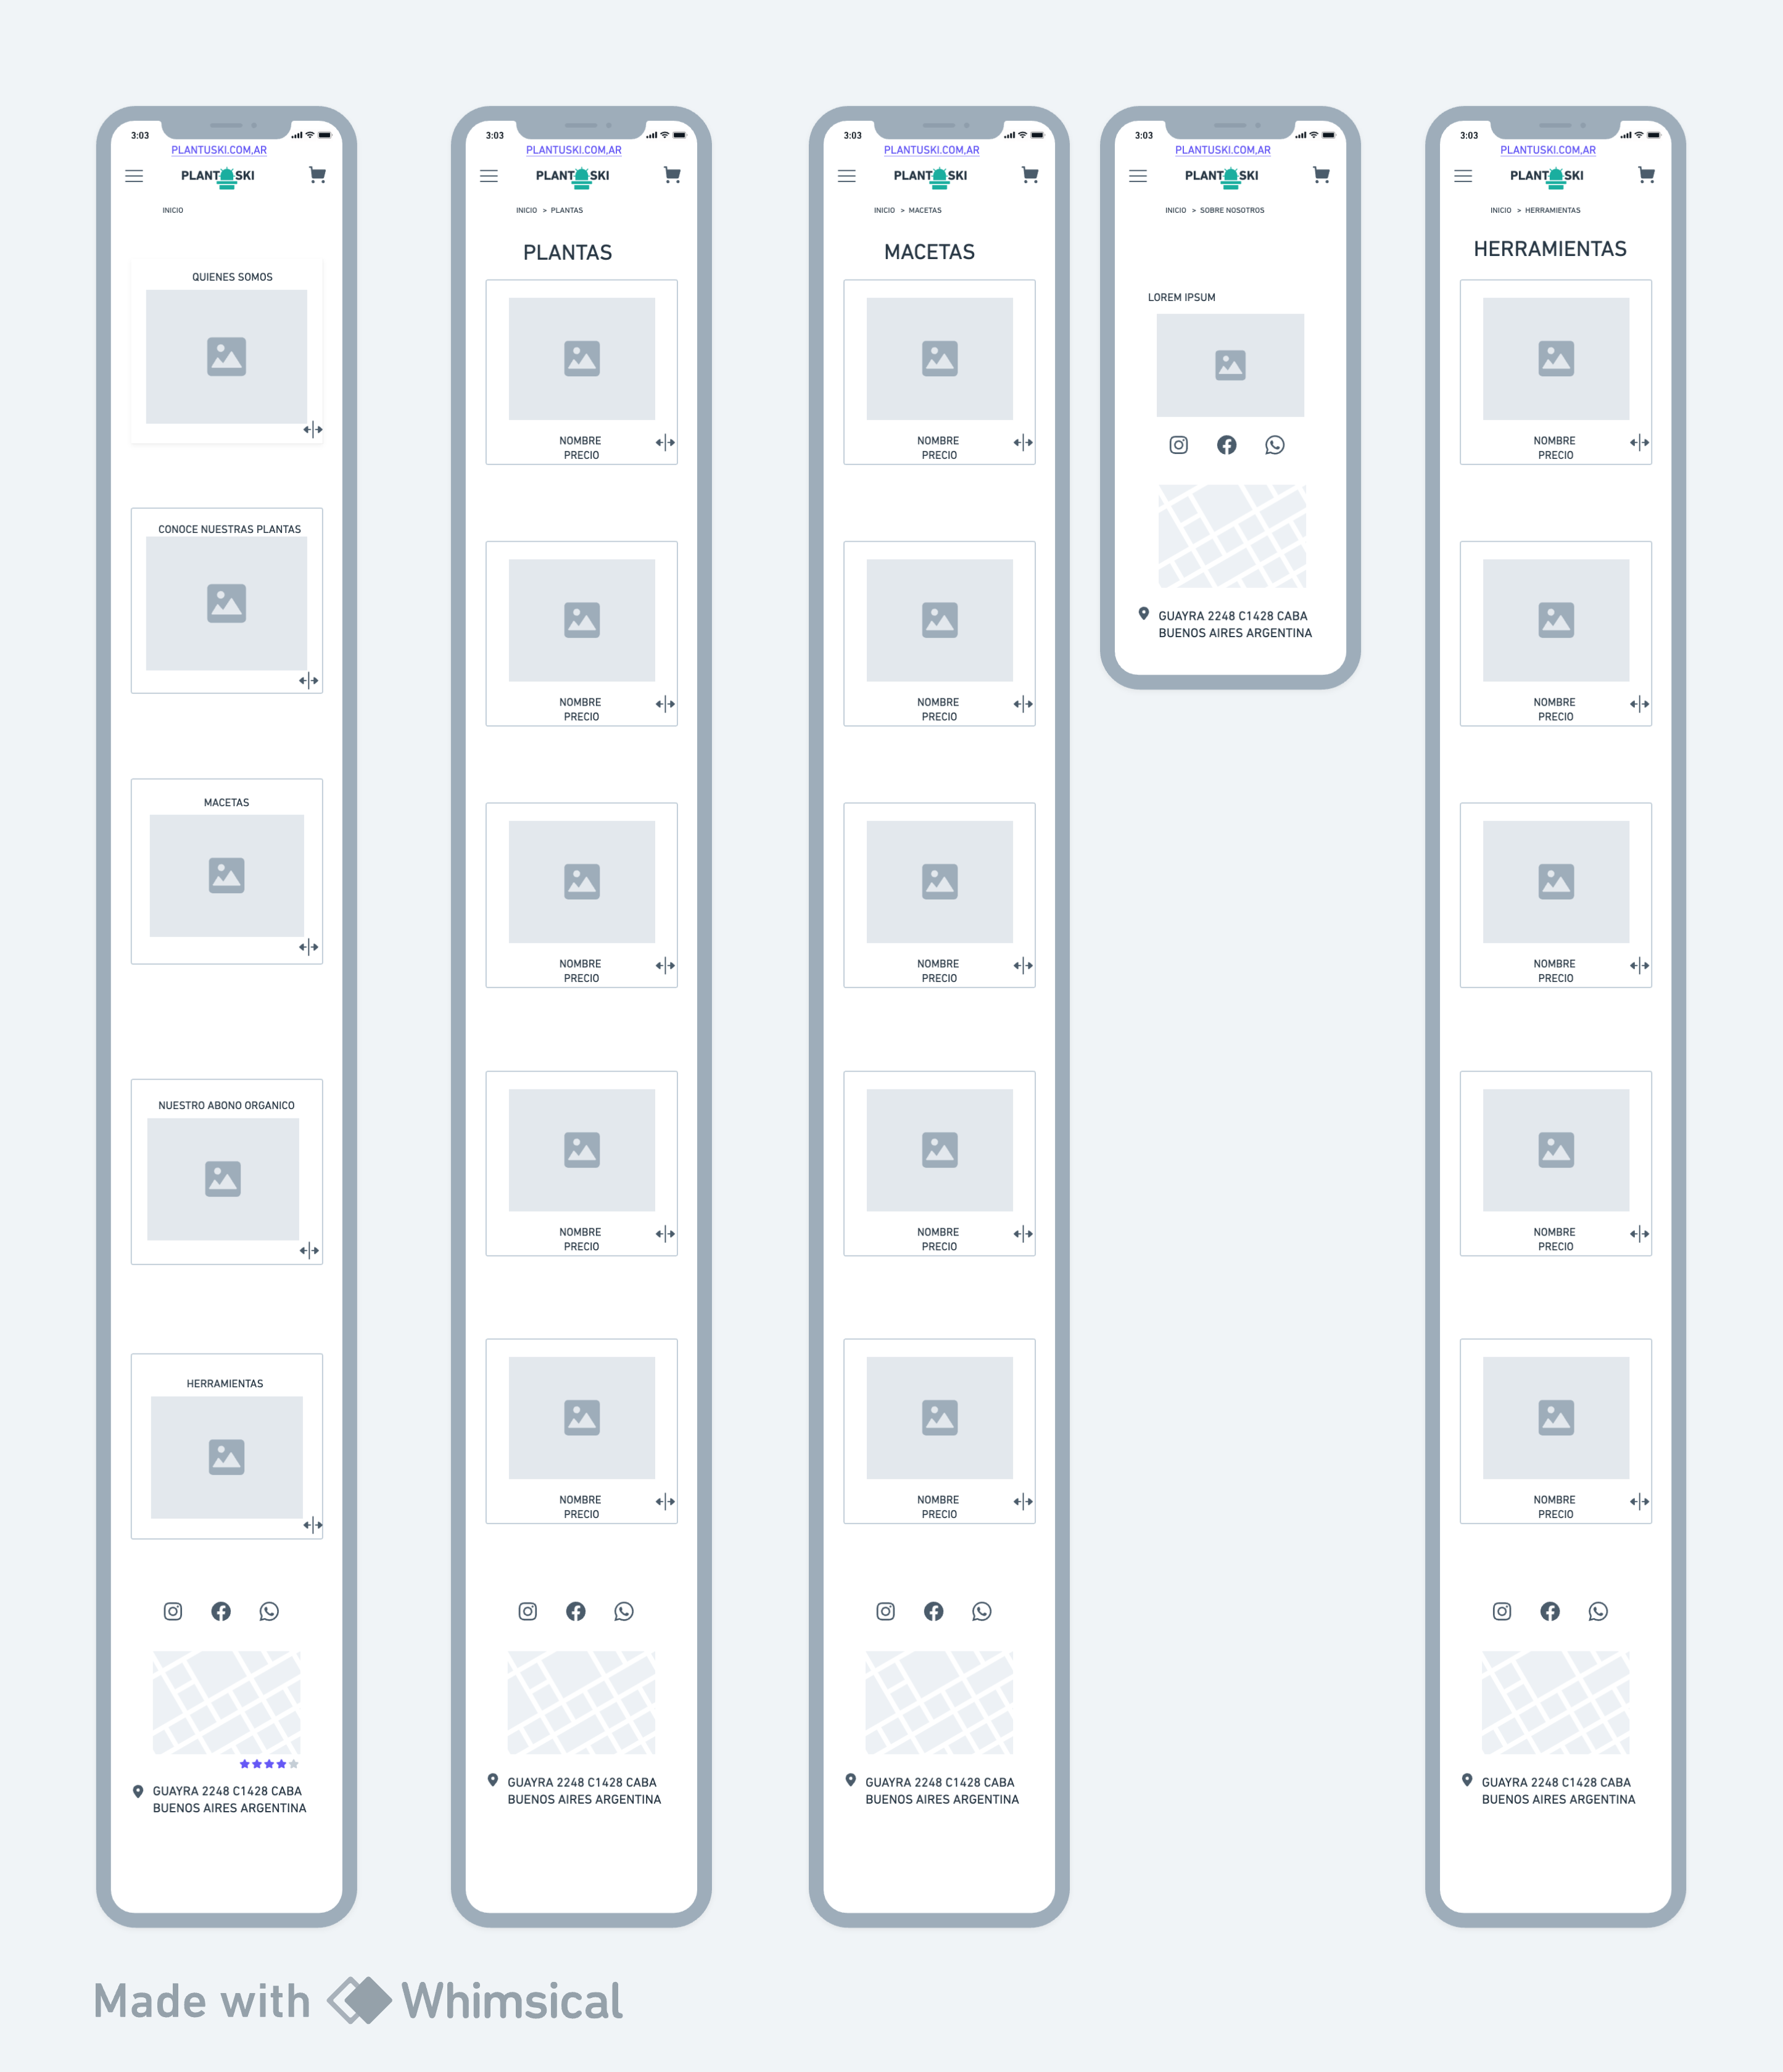 3:03
PLANTUSKI.COM,AR
PLANT SKI
INICIO
QUIENES SOMOS
CONOCE NUESTRAS PLANTAS
MACETAS
NUESTRO ABONO ORGANICO
HERRAMIENTAS
GUAYRA 2248 C1428 CABA
BUENOS AIRES ARGENTINA
3:03
PLANTUSKI.COM,AR
PLANT SKI
INICIO > PLANTAS
PLANTAS
NOMBRE
PRECIO
NOMBRE
PRECIO
NOMBRE
PRECIO
NOMBRE
PRECIO
NOMBRE
PRECIO
GUAYRA 2248 C1428 CABA
BUENOS AIRES ARGENTINA
3:03
PLANTUSKI.COM,AR
PLANT SKI
INICIO > MACETAS
MACETAS
NOMBRE
PRECIO
NOMBRE
PRECIO
NOMBRE
PRECIO
NOMBRE
PRECIO
NOMBRE
PRECIO
GUAYRA 2248 C1428 CABA
BUENOS AIRES ARGENTINA
3:03
PLANTUSKI.COM,AR
PLANT SKI
INICIO > SOBRE NOSOTROS
LOREM IPSUM
GUAYRA 2248 C1428 CABA
BUENOS AIRES ARGENTINA
3:03
PLANTUSKI.COM,AR
PLANT SKI
INICIO > HERRAMIENTAS
HERRAMIENTAS
NOMBRE
PRECIO
NOMBRE
PRECIO
NOMBRE
PRECIO
NOMBRE
PRECIO
NOMBRE
PRECIO
GUAYRA 2248 C1428 CABA
BUENOS AIRES ARGENTINA
Made with Whimsical